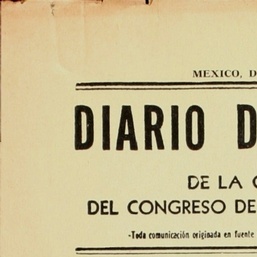 MEXICO, D
DIARIO D
DE LA C
DEL CONGRESO DE
-Toda comunicación originada en fuente